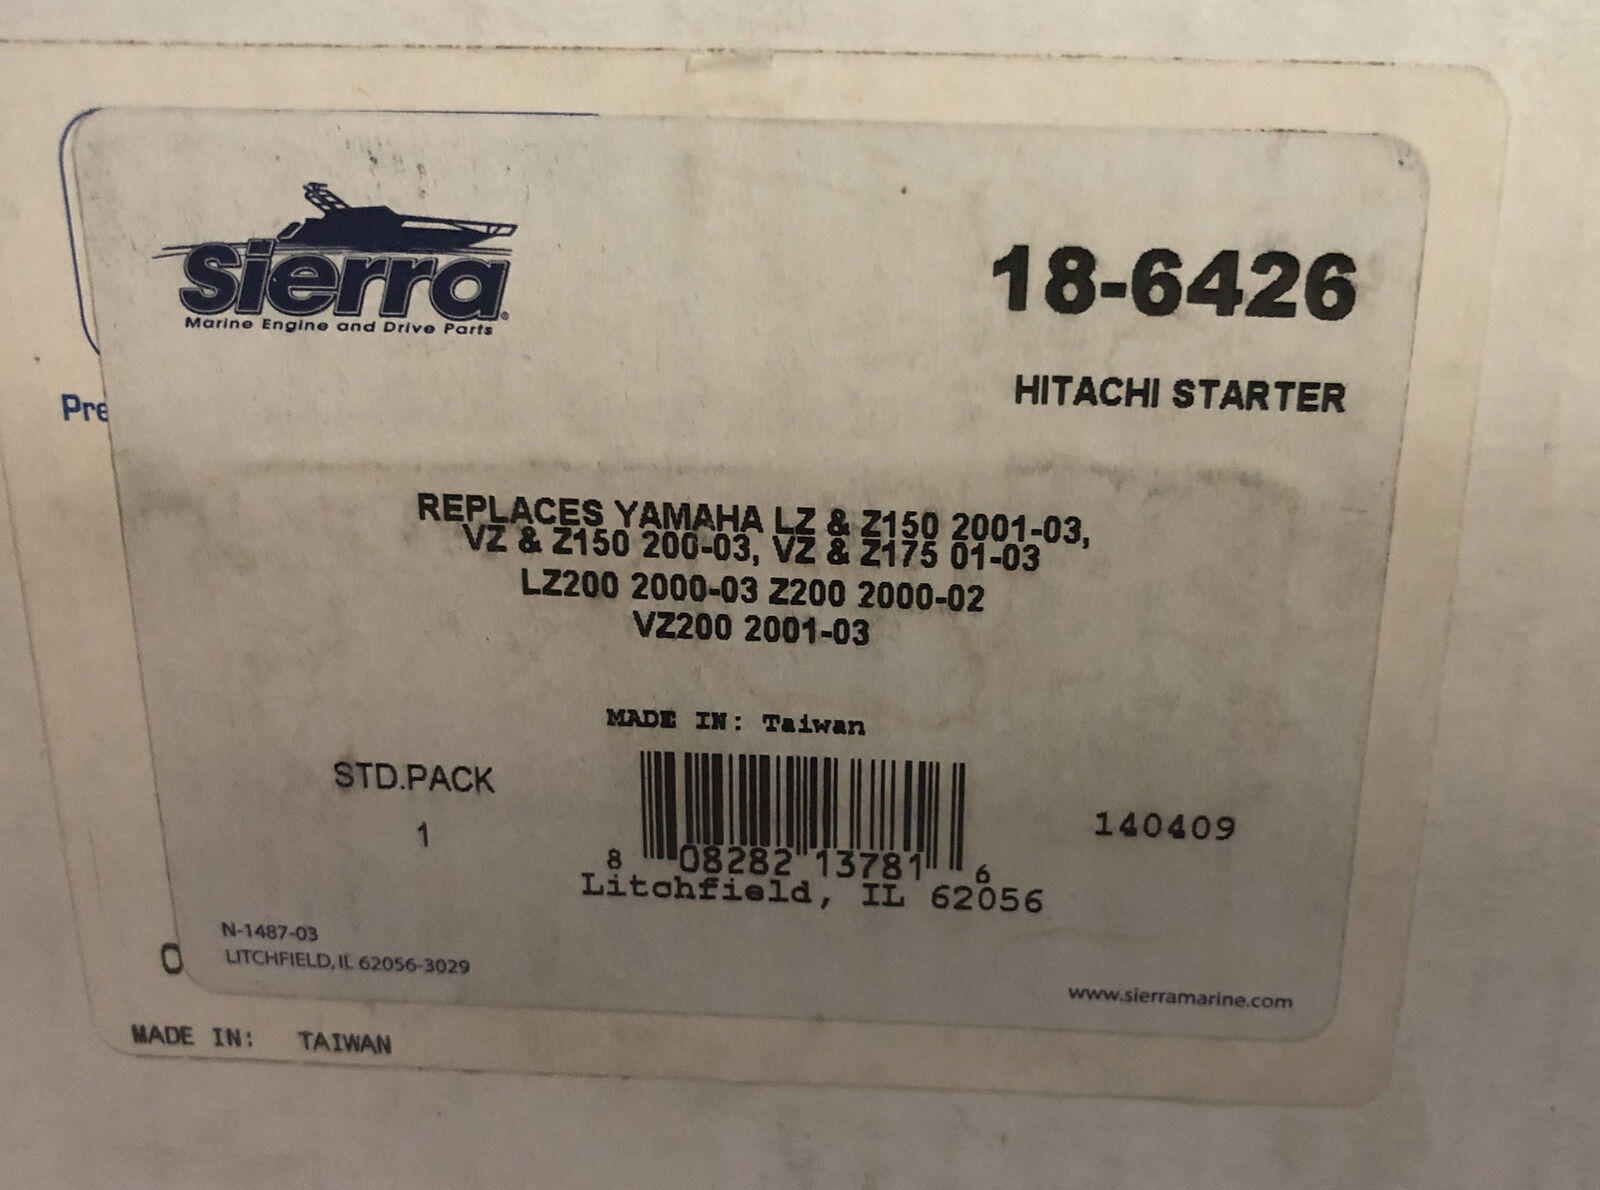 Sierra®
Marine Engine and Drive Parts
18-6426
HITACHI STARTER
Pre
REPLACES YAMAHA LZ & Z150 2001-03,
VZ & Z150 200-03, VZ & Z175 01-03
LZ200 2000-03 Z200 2000-02
VZ200 2001-03
MADE IN: Taiwan
STD.PACK
1
8 08282 13781 6
140409
Litchfield, IL 62056
N-1487-03
LITCHFIELD, IL 62056-3029
O
www.sierramarine.com
MADE IN: TAIWAN